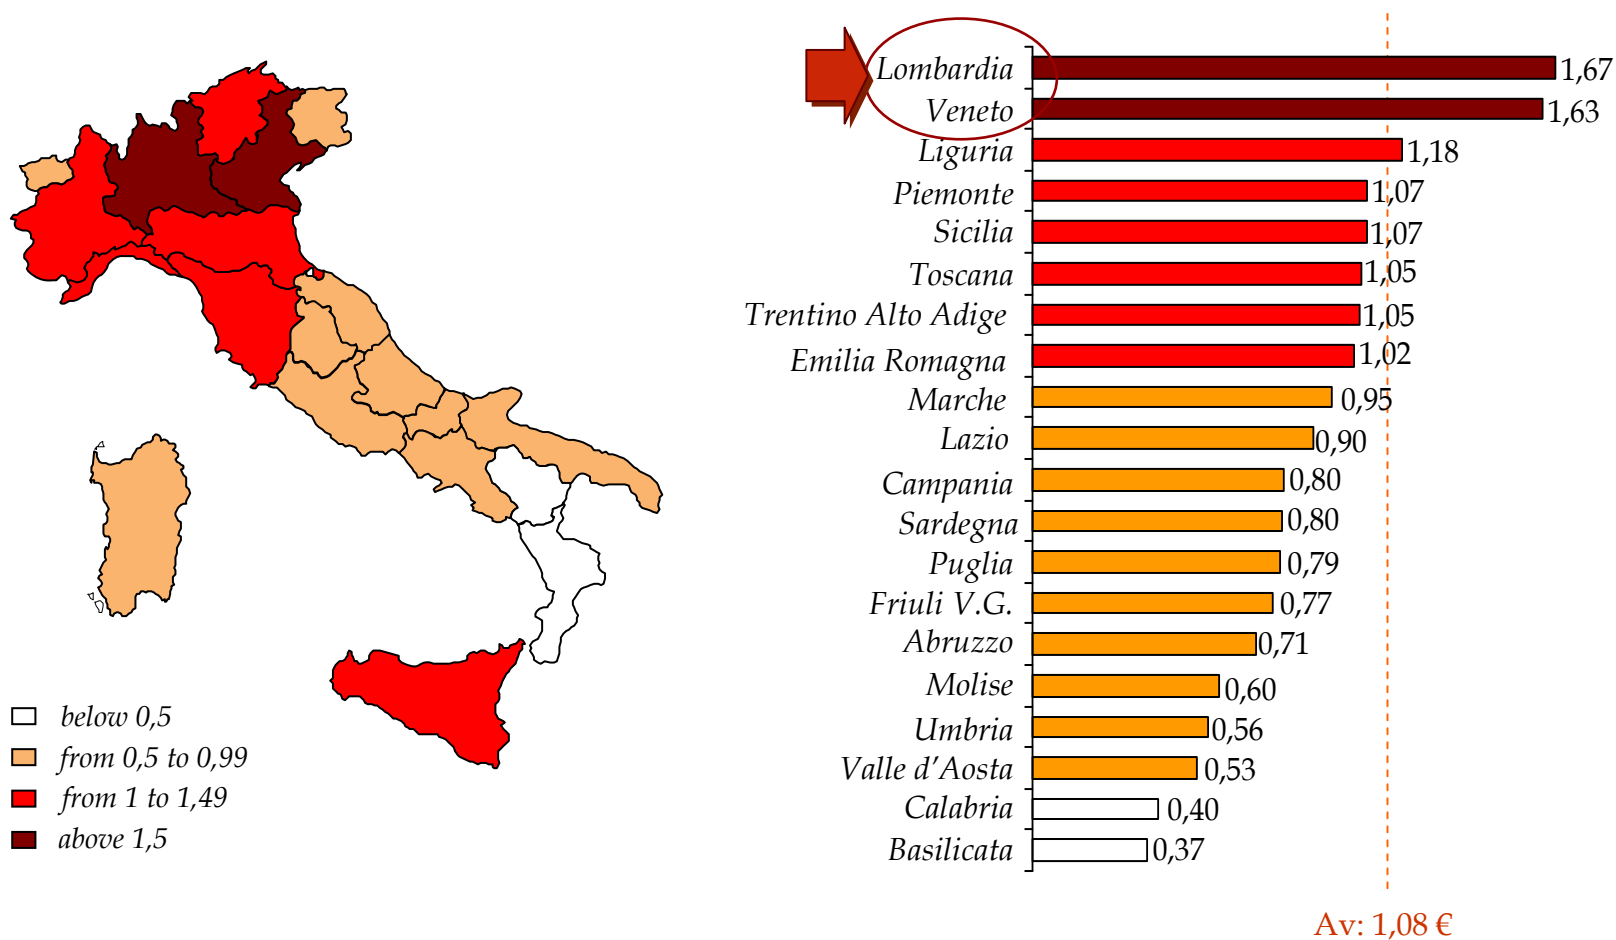 below 0,5
from 0,5 to 0,99
from 1 to 1,49
above 1,5
Lombardia 1,67
Veneto 1,63
Liguria 1,18
Piemonte 1,07
Sicilia 1,07
Toscana 1,05
Trentino Alto Adige 1,05
Emilia Romagna 1,02
Marche 0,95
Lazio 0,90
Campania 0,80
Sardegna 0,80
Puglia 0,79
Friuli V.G. 0,77
Abruzzo 0,71
Molise 0,60
Umbria 0,56
Valle d’Aosta 0,53
Calabria 0,40
Basilicata 0,37
Av: 1,08 €